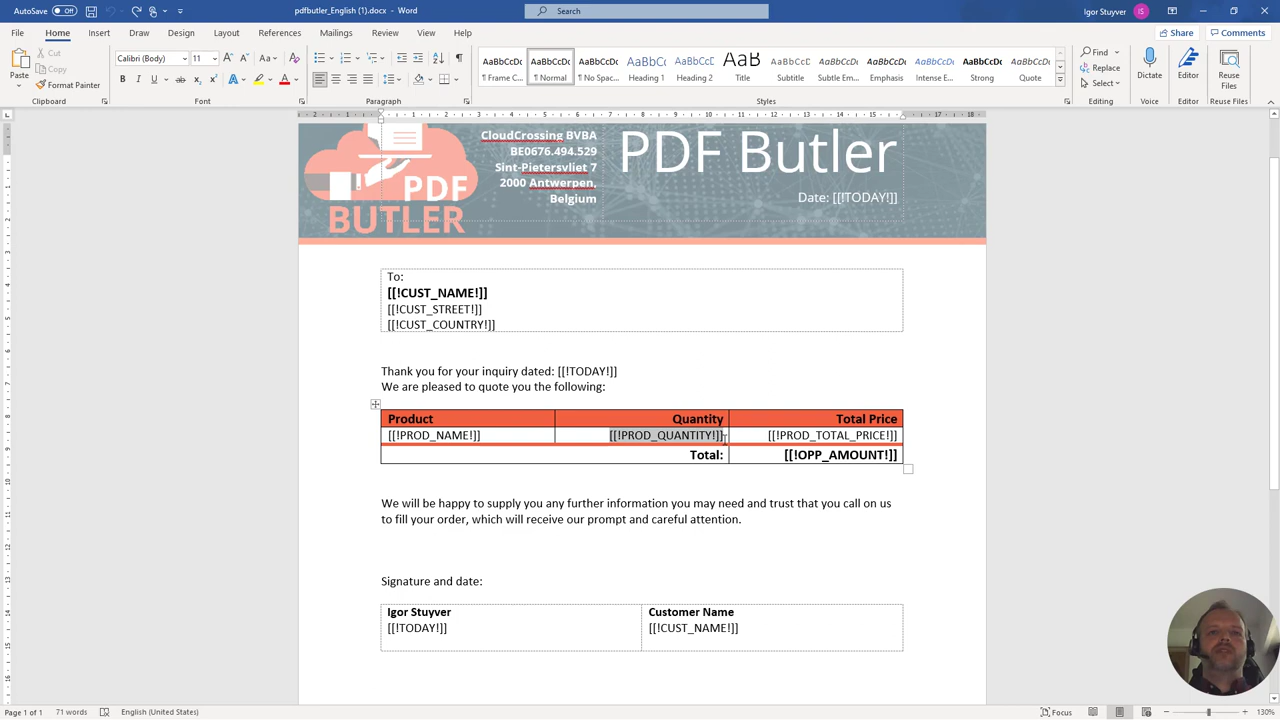 AutoSave Off
pdfbutler_English (1).docx - Word
Search
Igor Stuyver
File Home Insert Draw Design Layout References Mailings Review View Help
Share Comments
Paste
Cut
Copy
Format Painter
Clipboard
Calibri (Body) 11
Font
Paragraph
AaBbCcDc AaBbCcDc AaBbCcDc AaBbCc AaBbCcC AaB AaBbCcD AaBbCcDc AaBbCcDc AaBbCcDc AaBbCcDc AaBbCcDc
¶ Frame C... ¶ Normal ¶ No Spac... Heading 1 Heading 2 Title Subtitle Subtle Em... Emphasis Intense E... Strong Quote
Styles
Find
Replace
Select
Editing
Dictate
Voice
Editor
Editor
Reuse
Files
Reuse Files
PDF
BUTLER
CloudCrossing BVBA
BE0676.494.529
Sint-Pietersvliet 7
2000 Antwerpen,
Belgium
PDF Butler
Date: [[!TODAY!]]
To:
[[!CUST_NAME!]]
[[!CUST_STREET!]]
[[!CUST_COUNTRY!]]
Thank you for your inquiry dated: [[!TODAY!]]
We are pleased to quote you the following:
Product Quantity Total Price
[[!PROD_NAME!]] [[!PROD_QUANTITY!]] [[!PROD_TOTAL_PRICE!]]
Total: [[!OPP_AMOUNT!]]
We will be happy to supply you any further information you may need and trust that you call on us
to fill your order, which will receive our prompt and careful attention.
Signature and date:
Igor Stuyver Customer Name
[[!TODAY!]] [[!CUST_NAME!]]
Page 1 of 1 71 words English (United States) Focus 130%